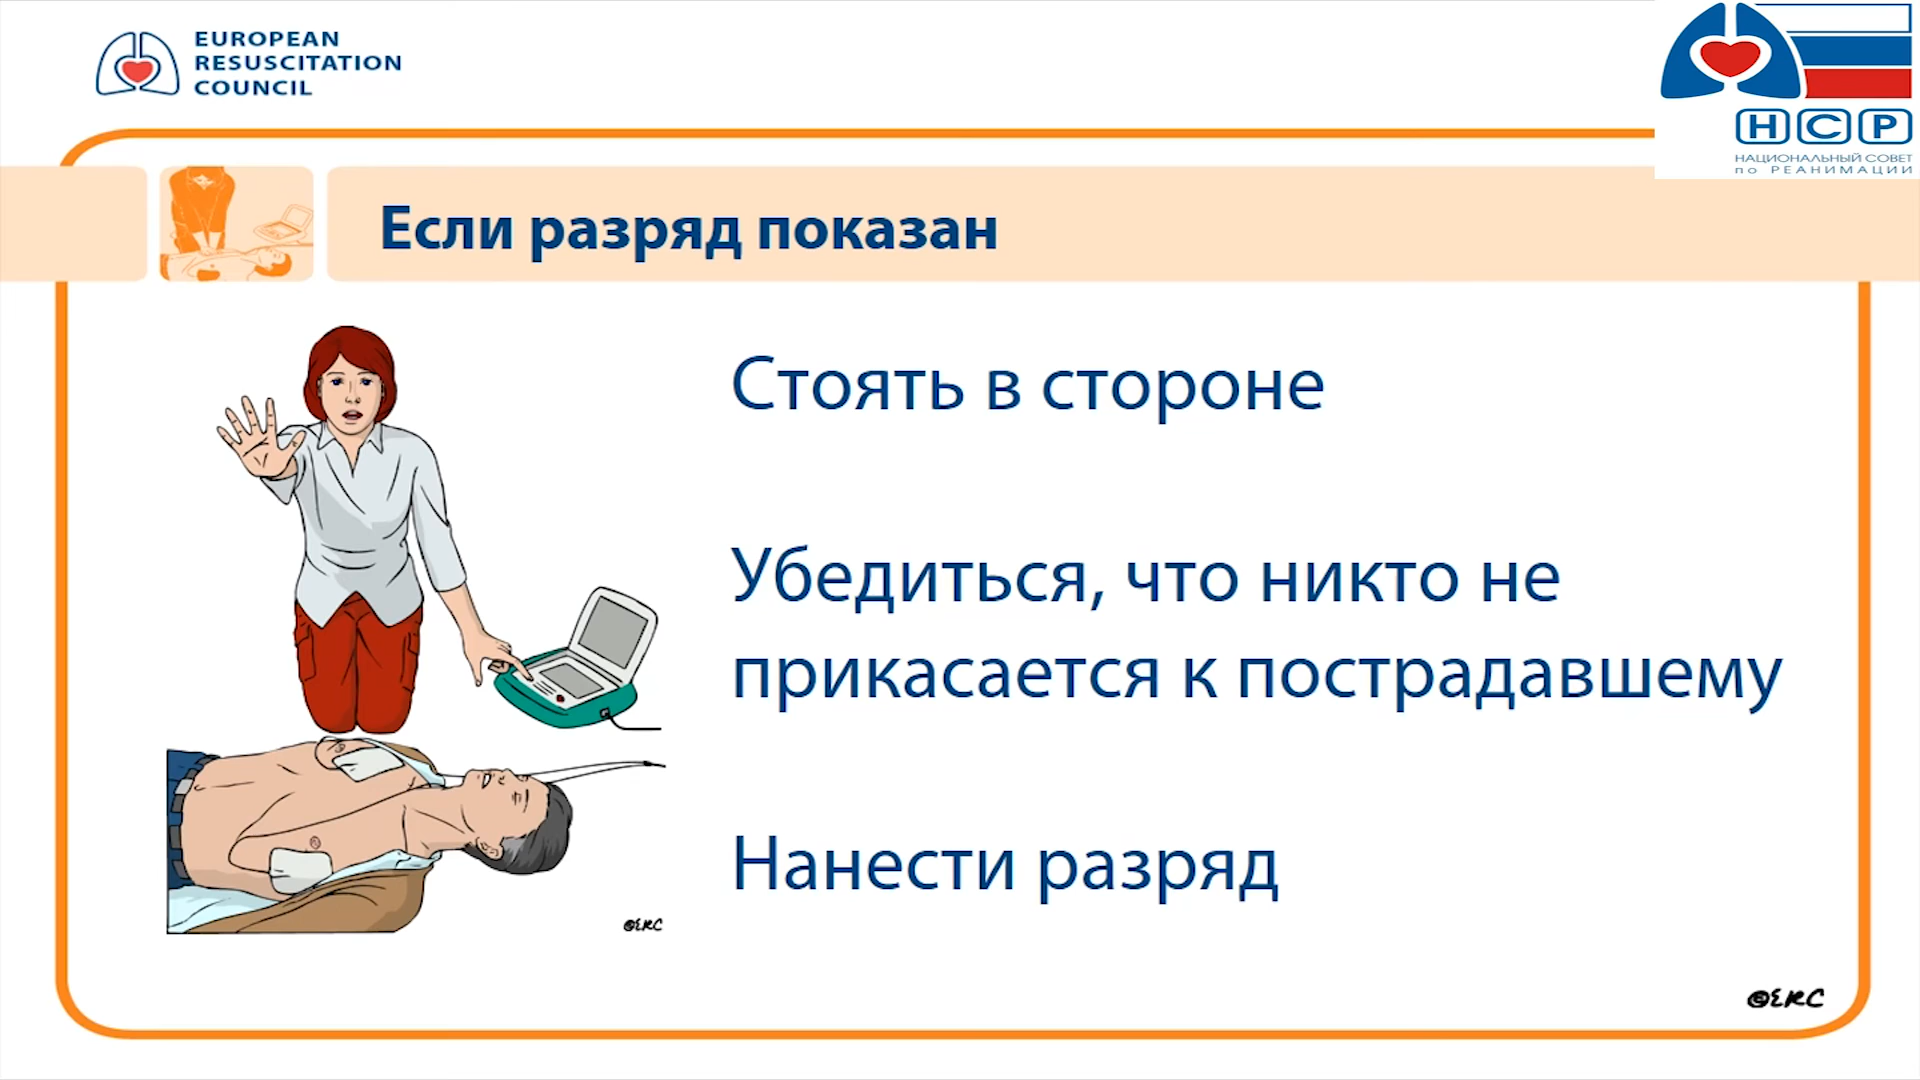 EUROPEAN
RESUSCITATION
COUNCIL
НСР
НАЦИОНАЛЬНЫЙ СОВЕТ
по РЕАНИМАЦИИ
Если разряд показан
Стоять в стороне
Убедиться, что никто не
прикасается к пострадавшему
Нанести разряд
©ERC
©ERC